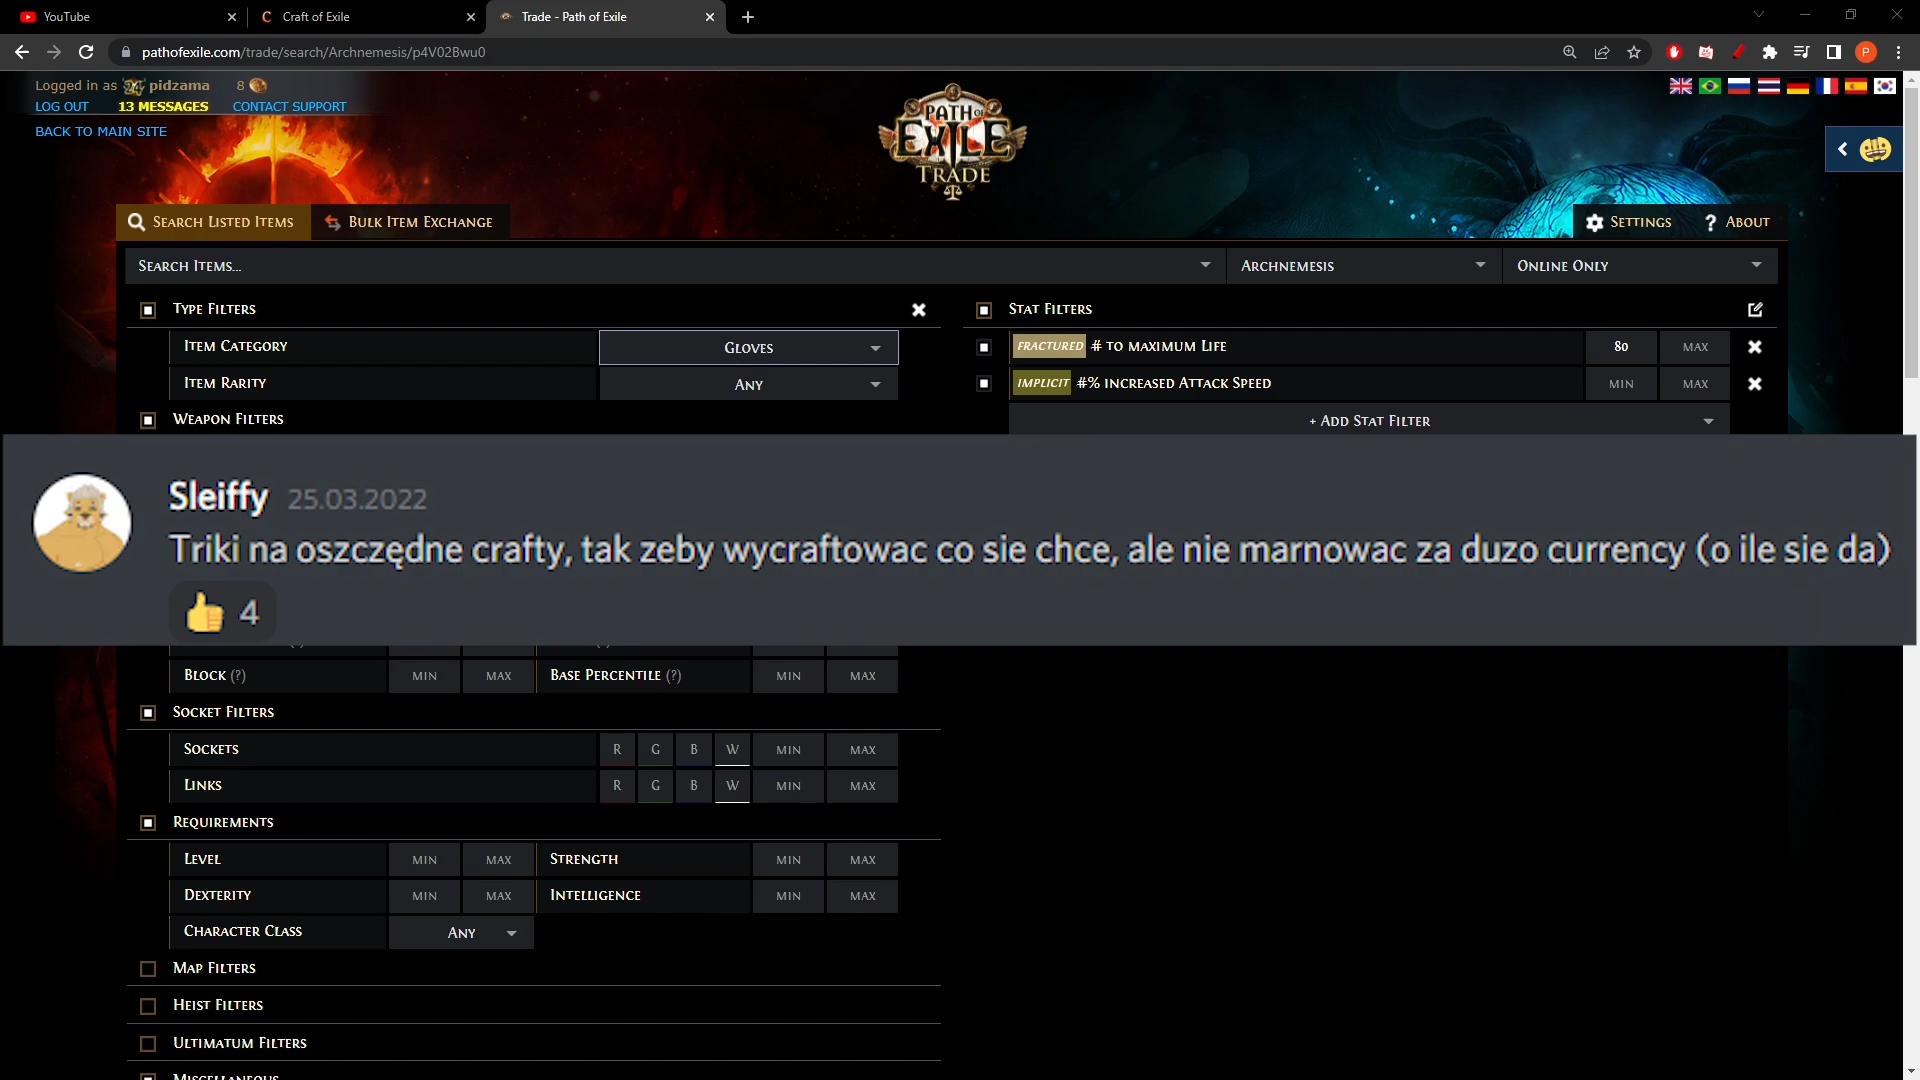 YouTube
Craft of Exile
Trade - Path of Exile
pathofexile.com/trade/search/Archnemesis/p4V02Bwu0
Logged in as pidzama 8
LOG OUT 13 MESSAGES CONTACT SUPPORT
BACK TO MAIN SITE
PATH OF EXILE TRADE
SEARCH LISTED ITEMS BULK ITEM EXCHANGE
SETTINGS ? ABOUT
SEARCH ITEMS... ARCHNEMESIS ONLINE ONLY
TYPE FILTERS
ITEM CATEGORY GLOVES
ITEM RARITY ANY
WEAPON FILTERS
STAT FILTERS
FRACTURED # TO MAXIMUM LIFE 80 MAX
IMPLICIT #% INCREASED ATTACK SPEED MIN MAX
+ ADD STAT FILTER
Sleiffy 25.03.2022
Triki na oszczędne crafty, tak zeby wycraftowac co sie chce, ale nie marnowac za duzo currency (o ile sie da)
4
BLOCK (?) MIN MAX BASE PERCENTILE (?) MIN MAX
SOCKET FILTERS
SOCKETS R G B W MIN MAX
LINKS R G B W MIN MAX
REQUIREMENTS
LEVEL MIN MAX STRENGTH MIN MAX
DEXTERITY MIN MAX INTELLIGENCE MIN MAX
CHARACTER CLASS ANY
MAP FILTERS
HEIST FILTERS
ULTIMATUM FILTERS
MISCELLANEOUS